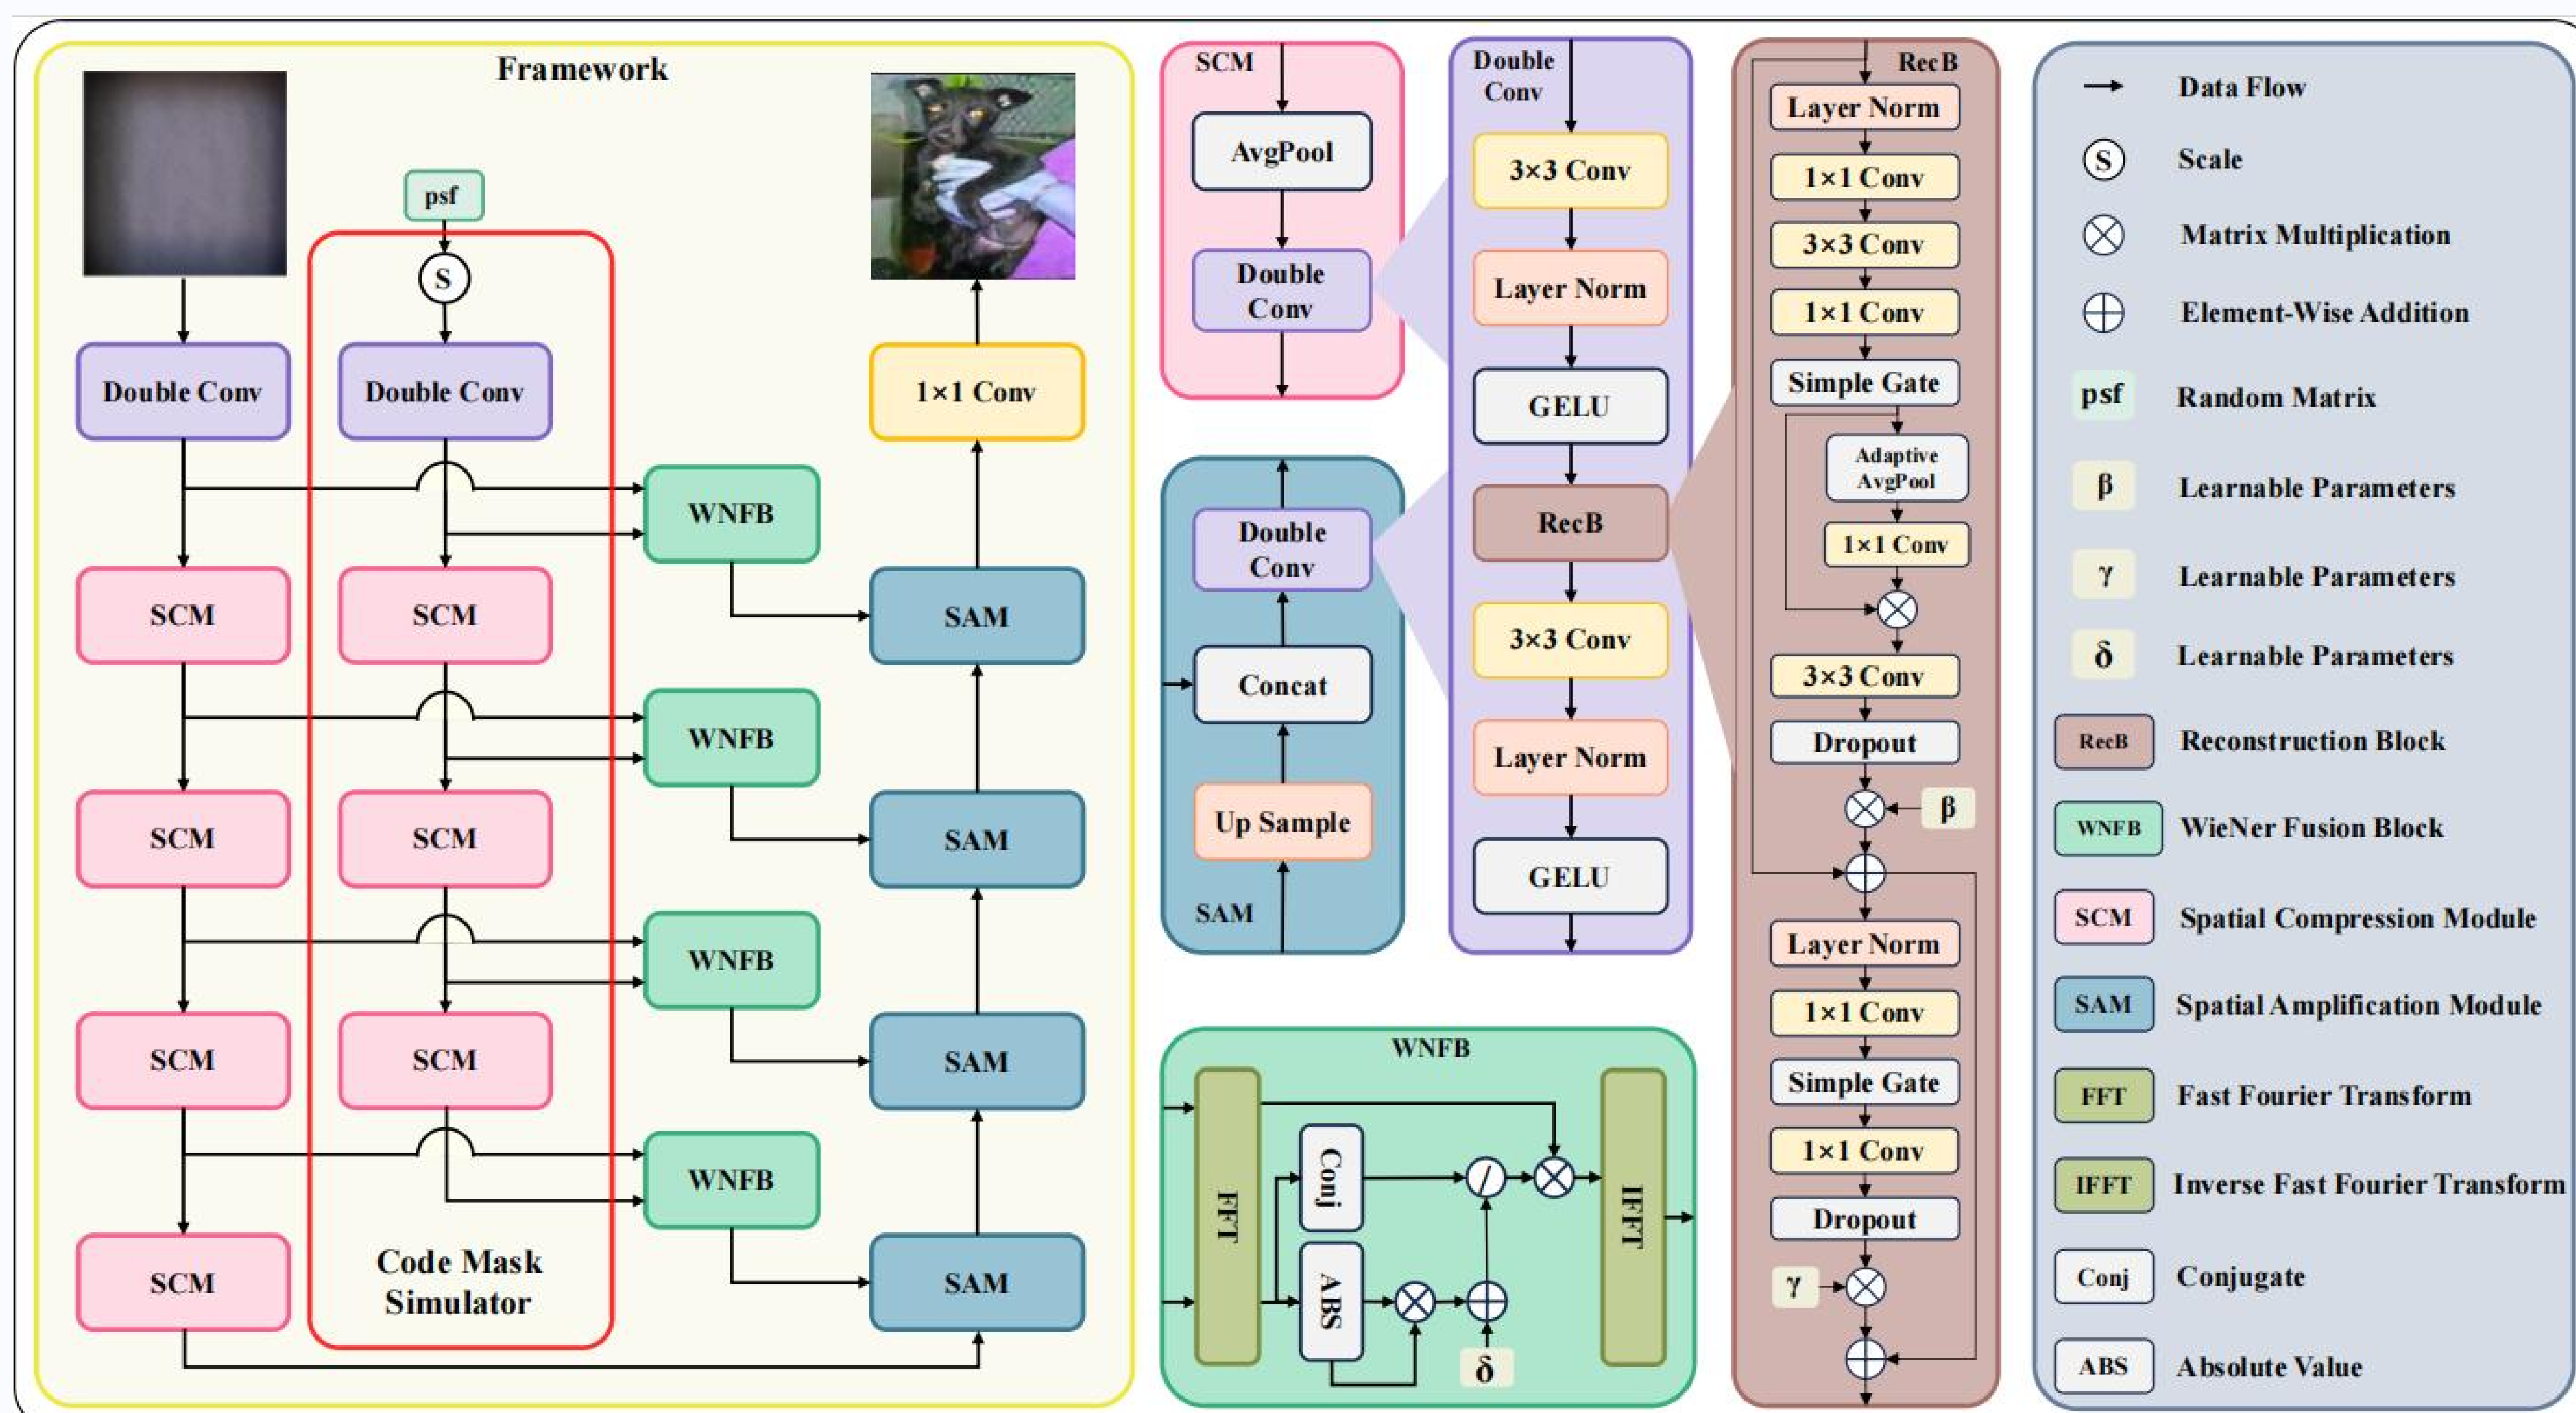 Framework
psf
S
Double Conv
Double Conv
1×1 Conv
WNFB
SCM
SCM
SAM
WNFB
SCM
SCM
SAM
WNFB
SCM
SCM
SAM
WNFB
SCM
Code Mask
Simulator
SAM
SCM
AvgPool
Double
Conv
Double
Conv
Concat
Up Sample
SAM
Double
Conv
3×3 Conv
Layer Norm
GELU
RecB
3×3 Conv
Layer Norm
GELU
WNFB
FFT
Conj
ABS
/
δ
IFFT
RecB
Layer Norm
1×1 Conv
3×3 Conv
1×1 Conv
Simple Gate
Adaptive
AvgPool
1×1 Conv
3×3 Conv
Dropout
β
Layer Norm
1×1 Conv
Simple Gate
1×1 Conv
Dropout
γ
Data Flow
S Scale
Matrix Multiplication
Element-Wise Addition
psf Random Matrix
β Learnable Parameters
γ Learnable Parameters
δ Learnable Parameters
RecB Reconstruction Block
WNFB WieNer Fusion Block
SCM Spatial Compression Module
SAM Spatial Amplification Module
FFT Fast Fourier Transform
IFFT Inverse Fast Fourier Transform
Conj Conjugate
ABS Absolute Value